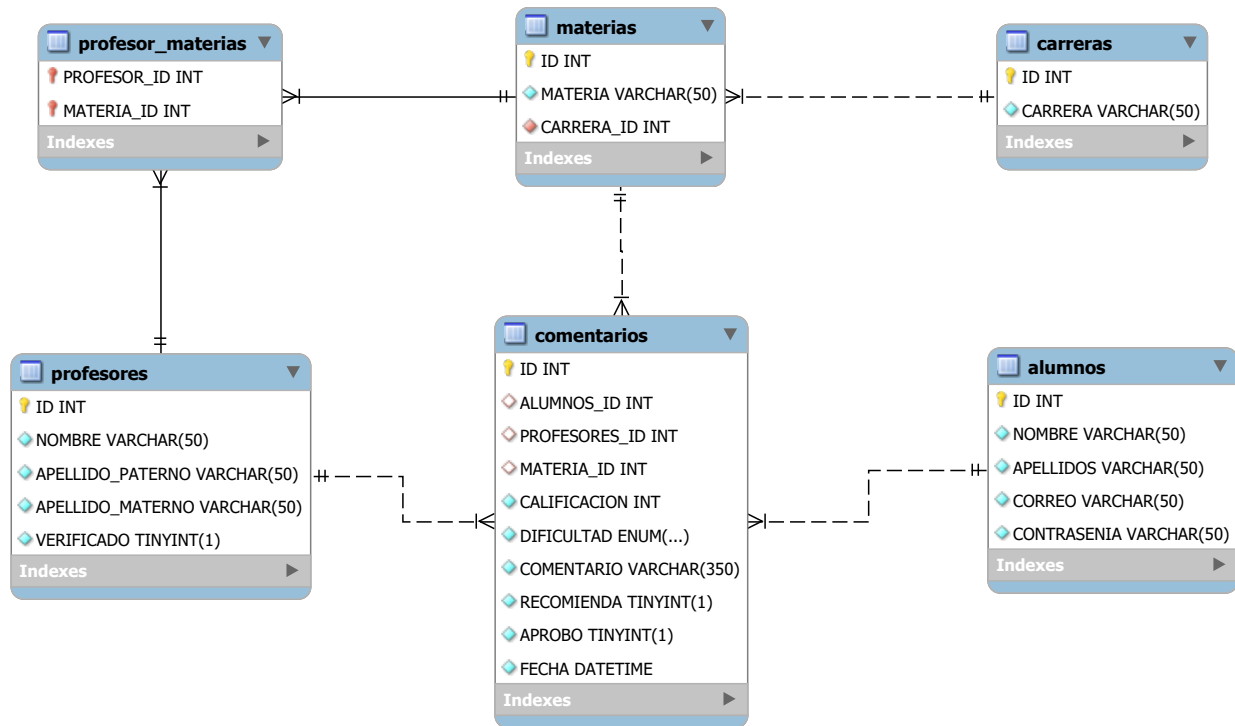 profesor_materias
PROFESOR_ID INT
MATERIA_ID INT
Indexes
materias
ID INT
MATERIA VARCHAR(50)
CARRERA_ID INT
Indexes
carreras
ID INT
CARRERA VARCHAR(50)
Indexes
profesores
ID INT
NOMBRE VARCHAR(50)
APELLIDO_PATERNO VARCHAR(50)
APELLIDO_MATERNO VARCHAR(50)
VERIFICADO TINYINT(1)
Indexes
comentarios
ID INT
ALUMNOS_ID INT
PROFESORES_ID INT
MATERIA_ID INT
CALIFICACION INT
DIFICULTAD ENUM(...)
COMENTARIO VARCHAR(350)
RECOMIENDA TINYINT(1)
APROBO TINYINT(1)
FECHA DATETIME
Indexes
alumnos
ID INT
NOMBRE VARCHAR(50)
APELLIDOS VARCHAR(50)
CORREO VARCHAR(50)
CONTRASENIA VARCHAR(50)
Indexes